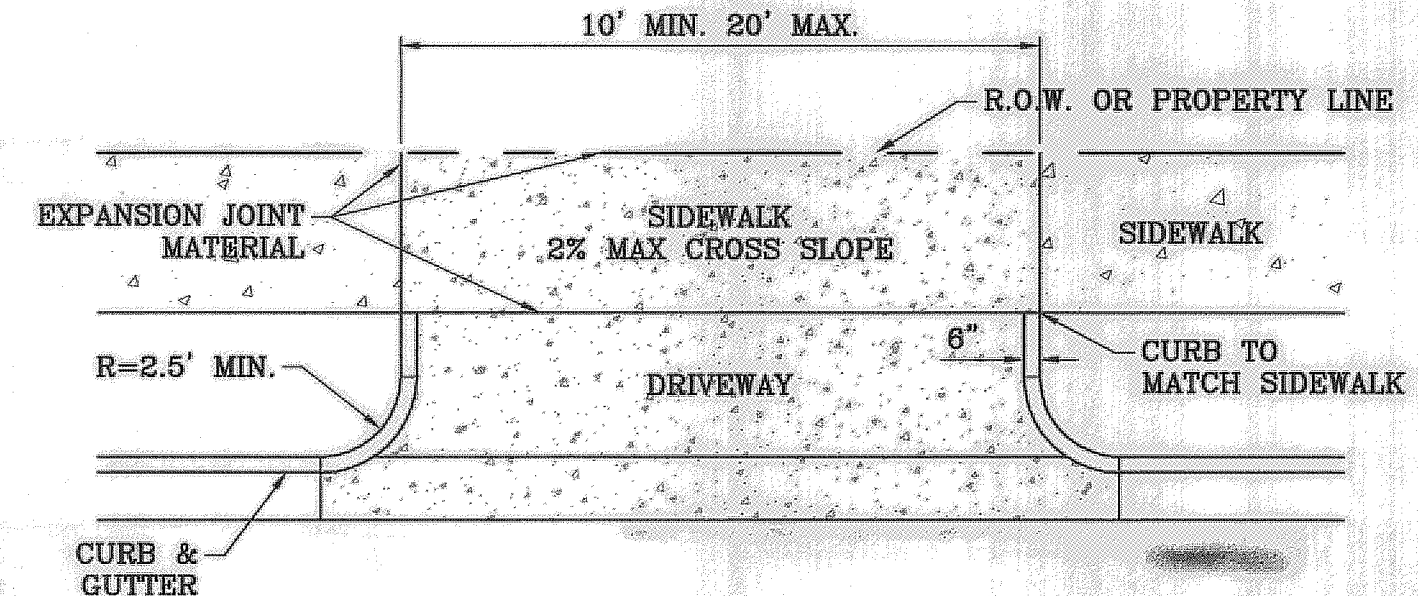 10' MIN. 20' MAX.
R.O.W. OR PROPERTY LINE
EXPANSION JOINT
MATERIAL
SIDEWALK
2% MAX CROSS SLOPE
SIDEWALK
6"
R=2.5' MIN.
DRIVEWAY
CURB TO
MATCH SIDEWALK
CURB &
GUTTER